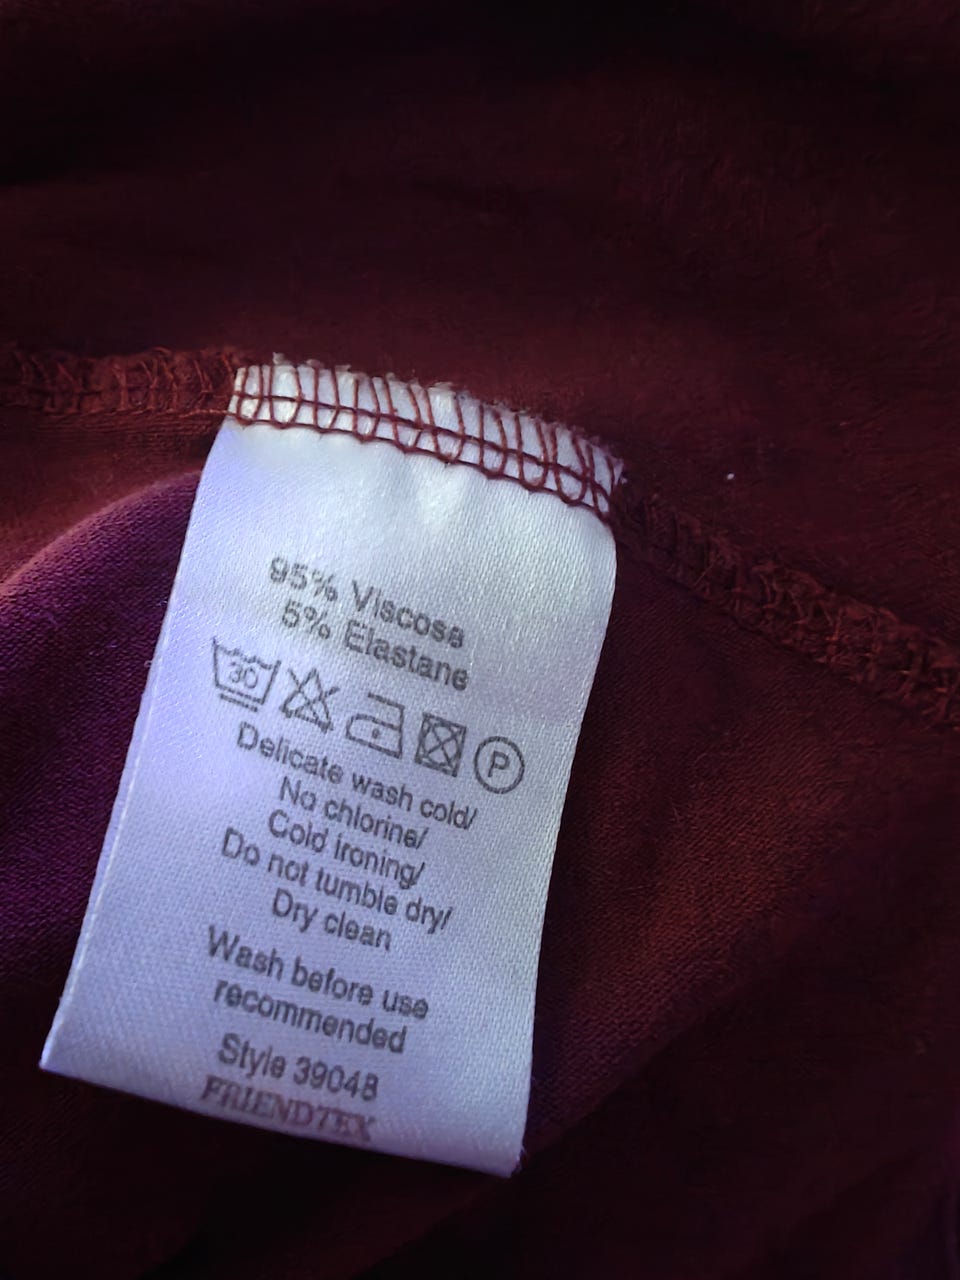 95% Viscose
5% Elastane
30 P
Delicate wash cold/
No chlorine/
Cold ironing/
Do not tumble dry/
Dry clean
Wash before use
recommended
Style 39048
FRIENDTEX